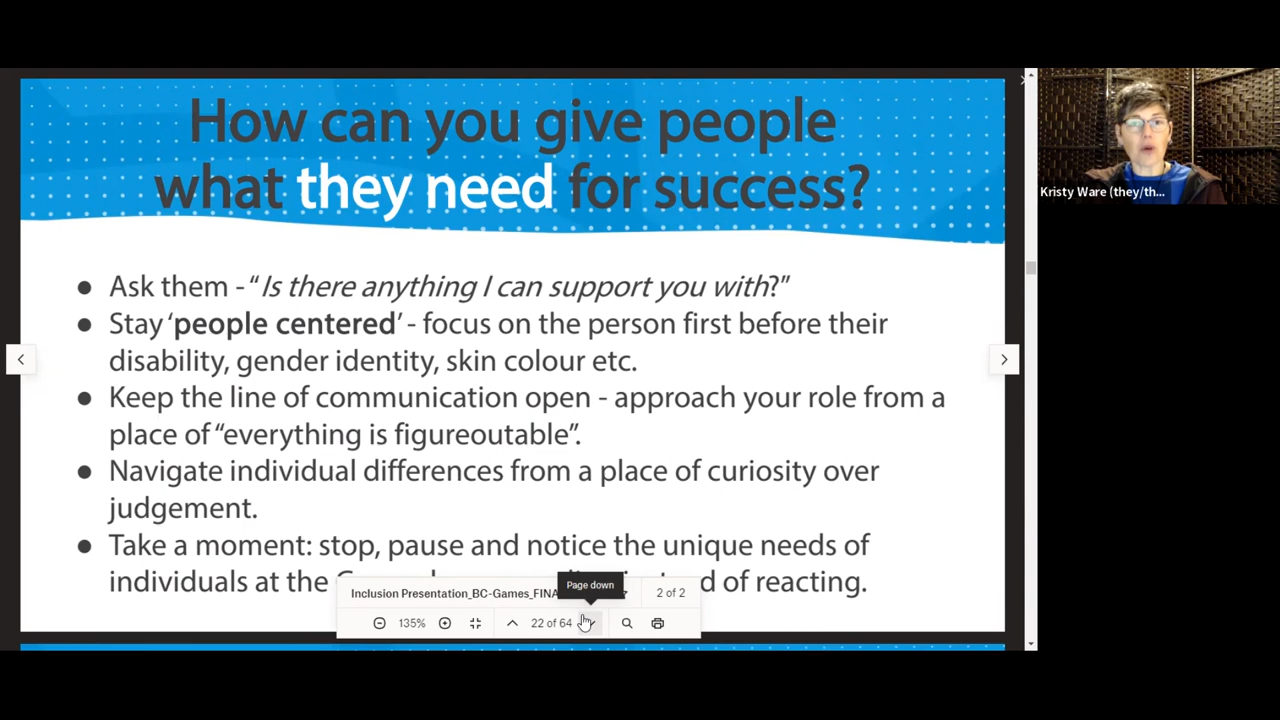 How can you give people
what they need for success?
● Ask them - “Is there anything I can support you with?”
● Stay ‘people centered’ - focus on the person first before their
disability, gender identity, skin colour etc.
● Keep the line of communication open - approach your role from a
place of “everything is figureoutable”.
● Navigate individual differences from a place of curiosity over
judgement.
● Take a moment: stop, pause and notice the unique needs of
individuals at the of reacting.
Page down
Inclusion Presentation_BC-Games_FINA 2 of 2
135% 22 of 64
Kristy Ware (they/th...